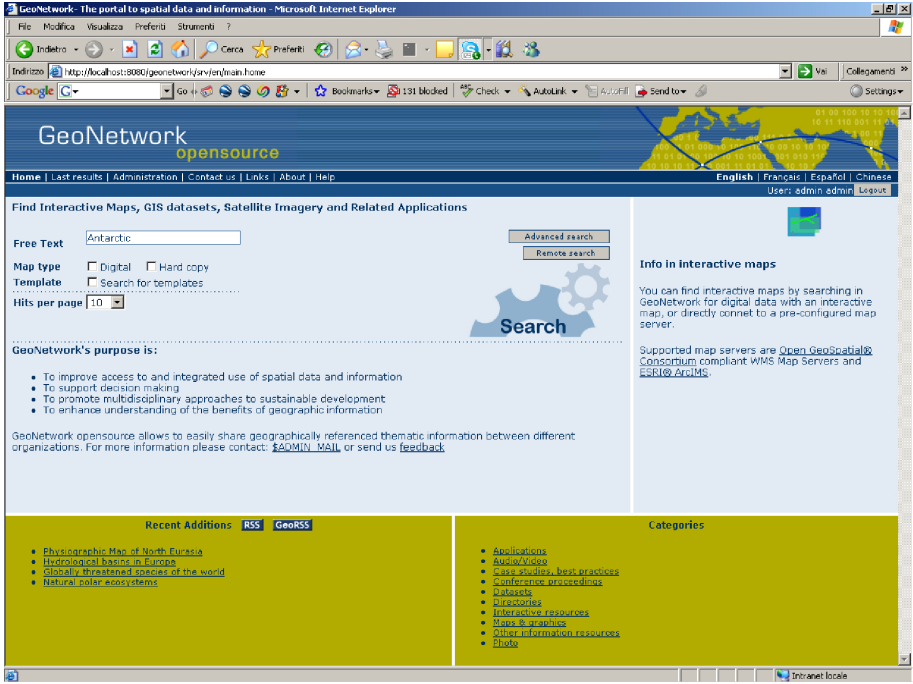 GeoNetwork- The portal to spatial data and information - Microsoft Internet Explorer
File Modifica Visualizza Preferiti Strumenti ?
Indietro Cerca Preferiti
Indirizzo http://localhost:8080/geonetwork/srv/en/main.home Vai Collegamenti »
Google G Go Bookmarks 131 blocked Check AutoLink AutoFill Send to Settings
GeoNetwork
opensource
Home | Last results | Administration | Contact us | Links | About | Help English | Français | Español | Chinese
User: admin admin Logout
Find Interactive Maps, GIS datasets, Satellite Imagery and Related Applications
Free Text Antarctic
Advanced search
Remote search
Map type Digital Hard copy
Template Search for templates
Hits per page 10
Search
Info in interactive maps
You can find interactive maps by searching in
GeoNetwork for digital data with an interactive
map, or directly connet to a pre-configured map
server.
Supported map servers are Open GeoSpatial®
Consortium compliant WMS Map Servers and
ESRI® ArcIMS.
GeoNetwork's purpose is:
• To improve access to and integrated use of spatial data and information
• To support decision making
• To promote multidisciplinary approaches to sustainable development
• To enhance understanding of the benefits of geographic information
GeoNetwork opensource allows to easily share geographically referenced thematic information between different
organizations. For more information please contact: $ADMIN_MAIL or send us feedback
Recent Additions RSS GeoRSS
• Physiographic Map of North Eurasia
• Hydrological basins in Europe
• Globally threatened species of the world
• Natural polar ecosystems
Categories
• Applications
• Audio/Video
• Case studies, best practices
• Conference proceedings
• Datasets
• Directories
• Interactive resources
• Maps & graphics
• Other information resources
• Photo
Intranet locale